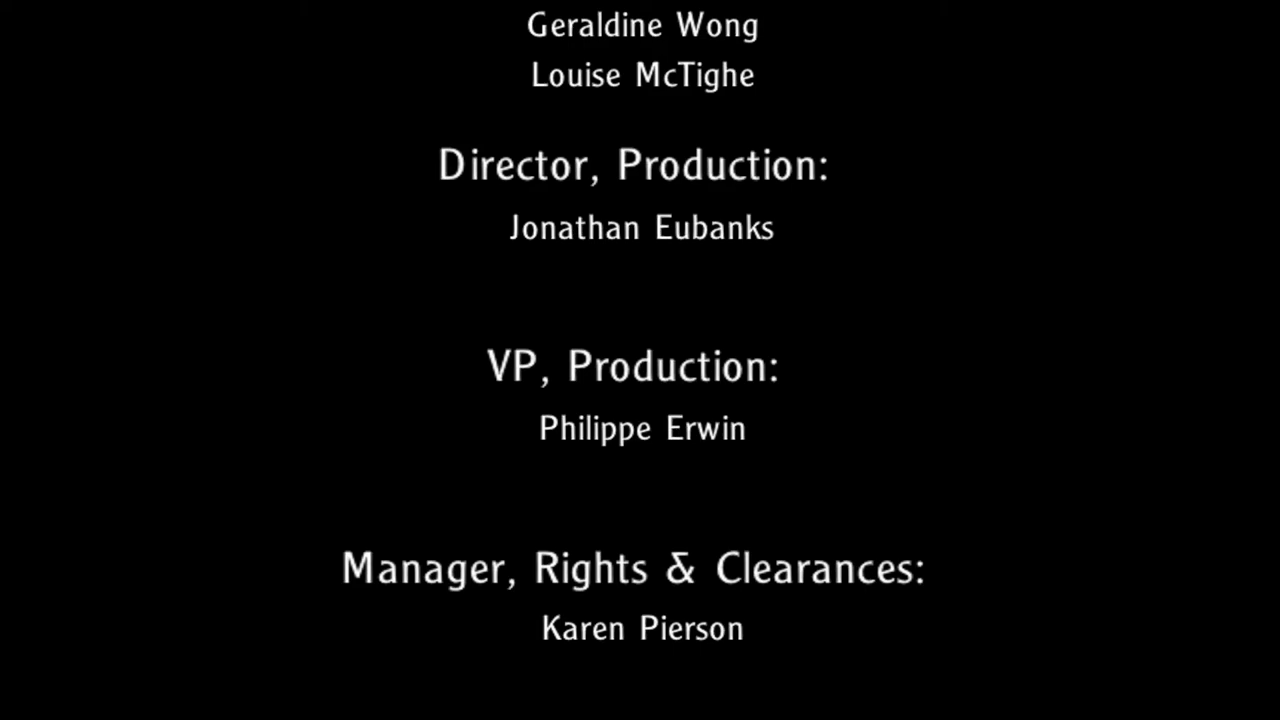 Geraldine Wong
Louise McTighe
Director, Production:
Jonathan Eubanks
VP, Production:
Philippe Erwin
Manager, Rights & Clearances:
Karen Pierson